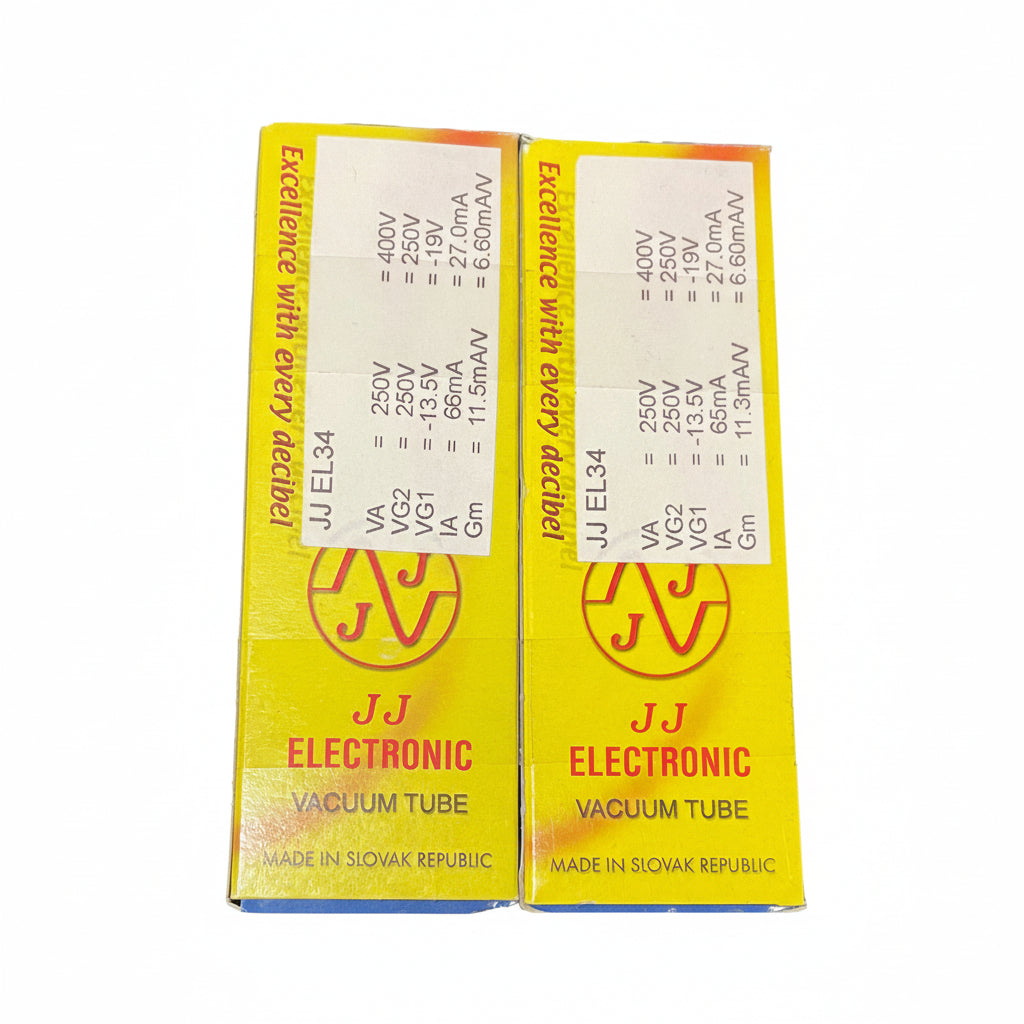 Excellence with every decibel
JJ EL34
VA = 250V = 400V
VG2 = 250V = 250V
VG1 = -13.5V = -19V
IA = 66mA = 27.0mA
Gm = 11.5mA/V = 6.60mA/V
J J
JJ
ELECTRONIC
VACUUM TUBE
MADE IN SLOVAK REPUBLIC
Excellence with every decibel
JJ EL34
VA = 250V = 400V
VG2 = 250V = 250V
VG1 = -13.5V = -19V
IA = 65mA = 27.0mA
Gm = 11.3mA/V = 6.60mA/V
J J
JJ
ELECTRONIC
VACUUM TUBE
MADE IN SLOVAK REPUBLIC